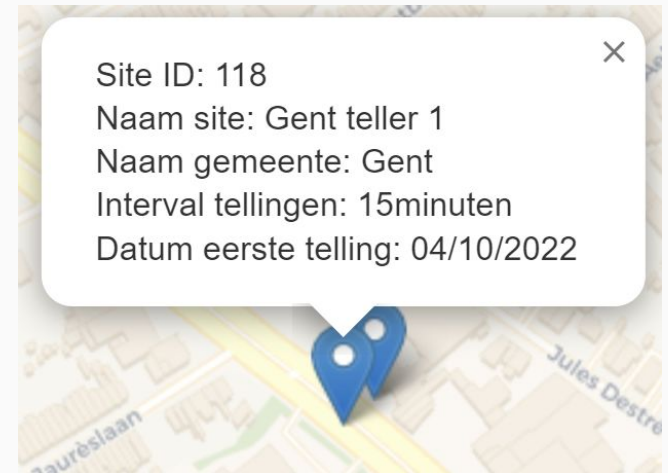 Site ID: 118
Naam site: Gent teller 1
Naam gemeente: Gent
Interval tellingen: 15minuten
Datum eerste telling: 04/10/2022
Jules Destre
aurèslaan